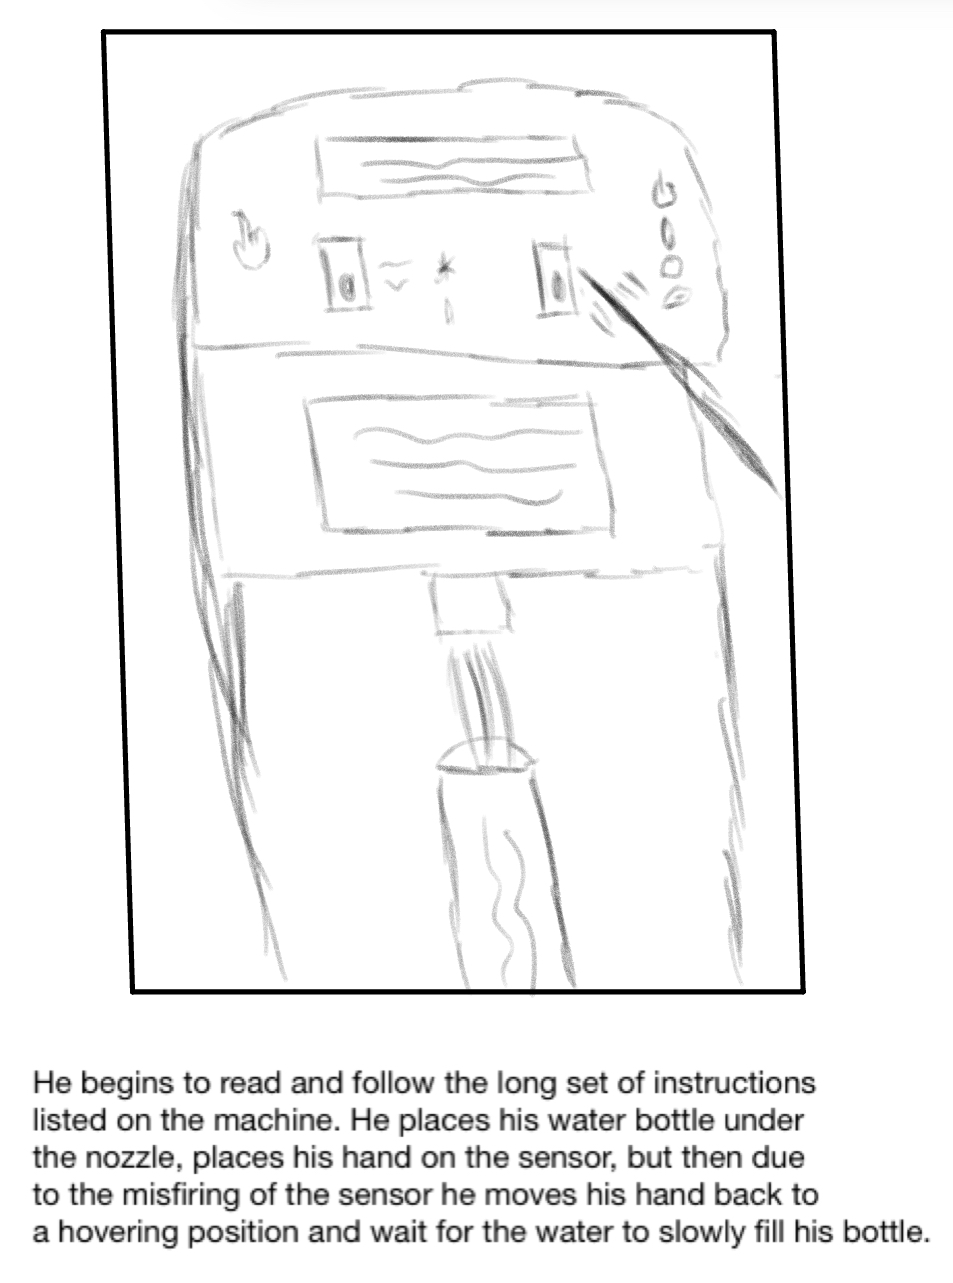 He begins to read and follow the long set of instructions
listed on the machine. He places his water bottle under
the nozzle, places his hand on the sensor, but then due
to the misfiring of the sensor he moves his hand back to
a hovering position and wait for the water to slowly fill his bottle.